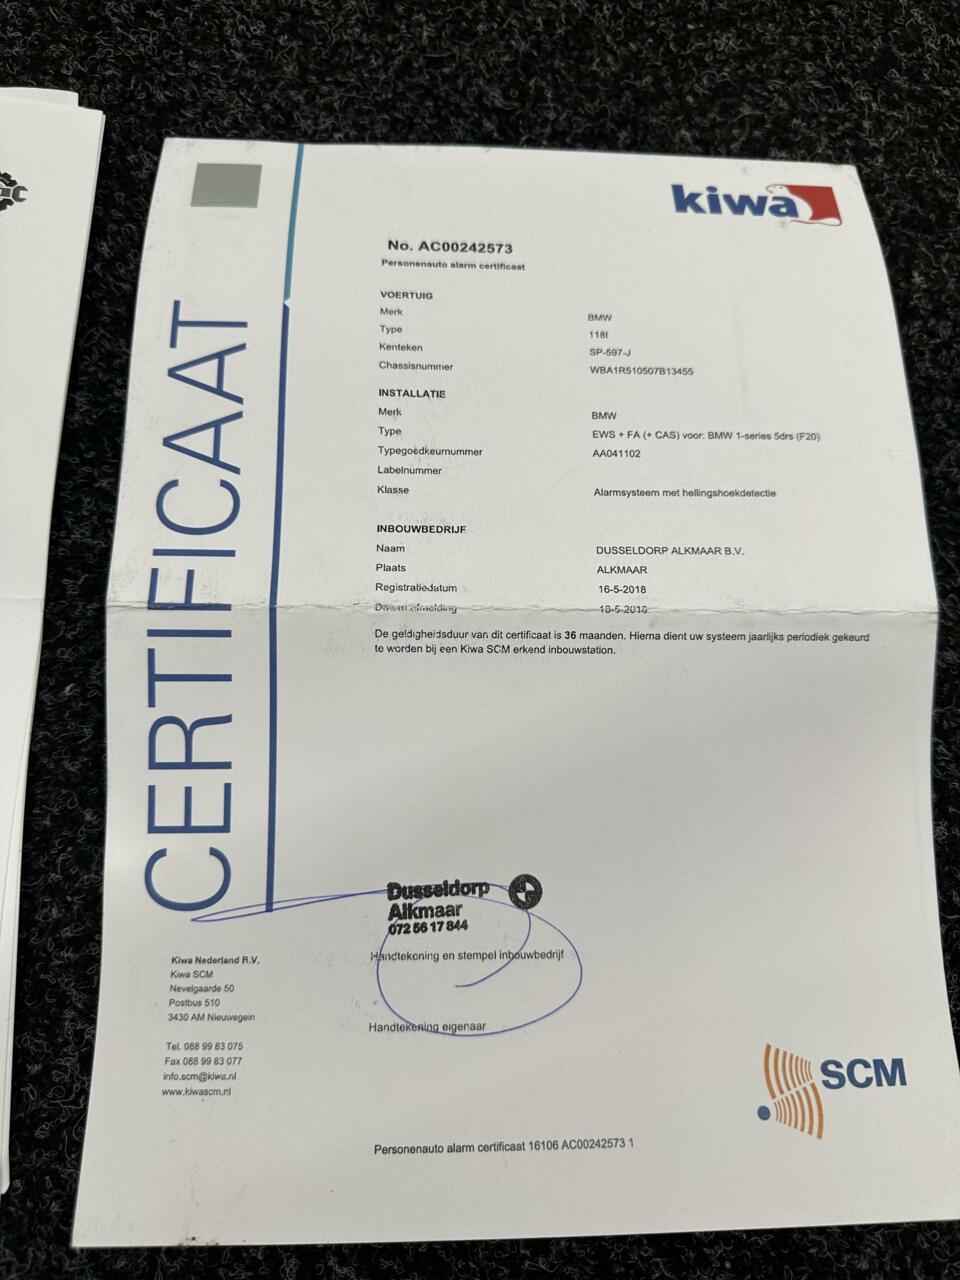 kiwa
No. AC00242573
Personenauto alarm certificaat
VOERTUIG
Merk BMW
Type 118I
Kenteken SP-597-J
Chassisnummer WBA1R510507B13455
INSTALLATIE
Merk BMW
Type EWS + FA (+ CAS) voor: BMW 1-series 5drs (F20)
Typegoedkeurnummer AA041102
Labelnummer
Klasse Alarmsysteem met hellingshoekdetectie
INBOUWBEDRIJF
Naam DUSSELDORP ALKMAAR B.V.
Plaats ALKMAAR
Registratiedatum 16-5-2018
Datum afmelding
De geldigheidsduur van dit certificaat is 36 maanden. Hierna dient uw systeem jaarlijks periodiek gekeurd
te worden bij een Kiwa SCM erkend inbouwstation.
CERTIFICAAT
Dusseldorp
Alkmaar
072 56 17 844
Handtekening en stempel inbouwbedrijf
Handtekening eigenaar
Kiwa Nederland B.V.
Kiwa SCM
Nevelgaarde 50
Postbus 510
3430 AM Nieuwegein
Tel. 088 99 83 075
Fax 088 99 83 077
info.scm@kiwa.nl
www.kiwascm.nl
SCM
Personenauto alarm certificaat 16106 AC00242573 1